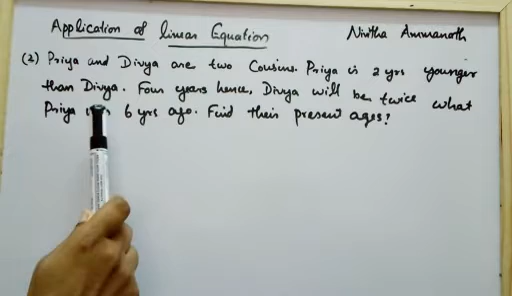 Application of linear Equation
Nivitha Ammanath
(2) Priya and Divya are two Cousins. Priya is 2 yrs younger
than Divya. Four years hence, Divya will be twice what
Priya 6 yrs ago. Find their present ages?